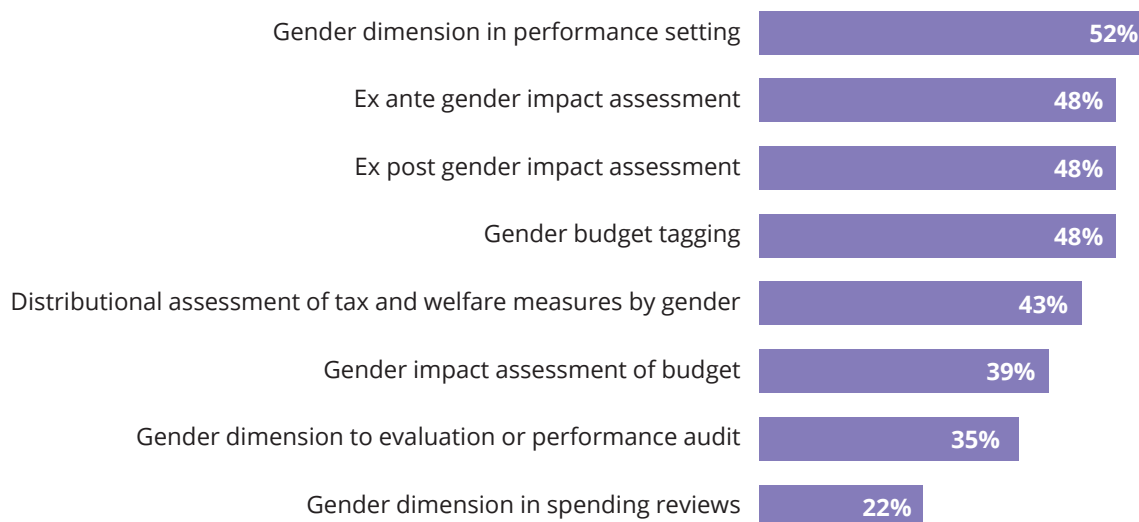 Gender dimension in performance setting 52%
Ex ante gender impact assessment 48%
Ex post gender impact assessment 48%
Gender budget tagging 48%
Distributional assessment of tax and welfare measures by gender 43%
Gender impact assessment of budget 39%
Gender dimension to evaluation or performance audit 35%
Gender dimension in spending reviews 22%